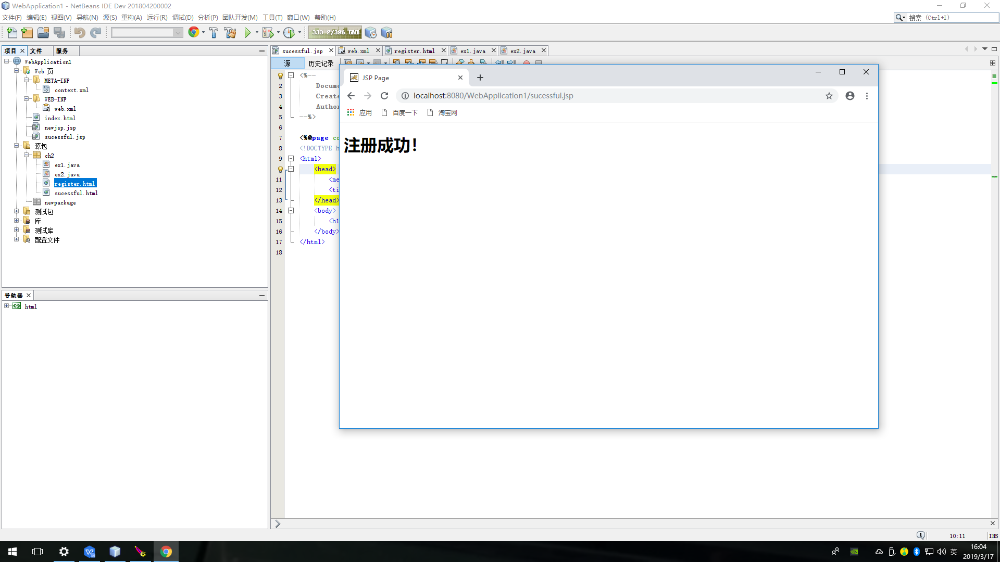 WebApplication1 - NetBeans IDE Dev 201804200002
文件(F) 编辑(E) 视图(V) 导航(N) 源(S) 重构(A) 运行(R) 调试(D) 分析(P) 团队开发(M) 工具(T) 窗口(W) 帮助(H)
搜索 (Ctrl+I)
333.2/396.5MB
项目 文件 服务
sucessful.jsp web.xml register.html ex1.java ex2.java
源 历史记录
WebApplication1
Web 页
META-INF
context.xml
WEB-INF
web.xml
index.html
newjsp.jsp
sucessful.jsp
源包
ch2
ex1.java
ex2.java
register.html
sucessful.html
newpackage
测试包
库
测试库
配置文件
导航器
html
<%--
2 Docume
3 Create
4 Author
5 --%>
6
7 <%@page co
8 <!DOCTYPE h
9 <html>
<head>
11 <me
12 <ti
13 </head>
14 <body>
15 <h1
16 </body>
17 </html>
18
JSP Page
localhost:8080/WebApplication1/sucessful.jsp
应用 百度一下 淘宝网
注册成功！
1
10:11
INS
英
16:04
2019/3/17